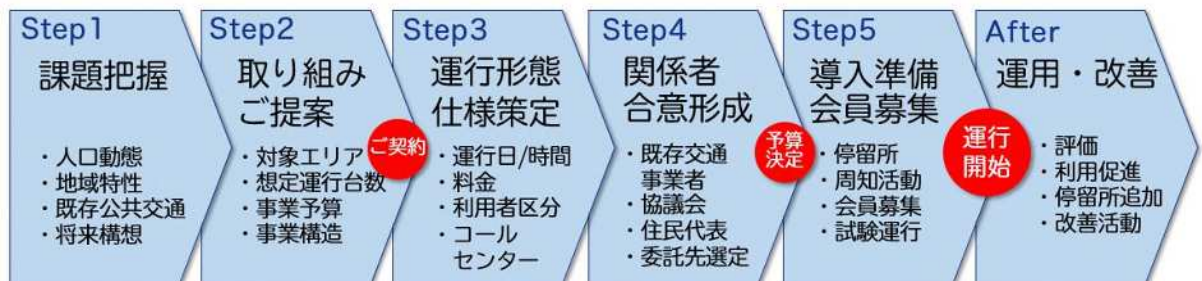 Step1
課題把握
・人口動態
・地域特性
・既存公共交通
・将来構想
Step2
取り組み
ご提案
・対象エリア
・想定運行台数
・事業予算
・事業構造
ご契約
Step3
運行形態
仕様策定
・運行日/時間
・料金
・利用者区分
・コール
センター
Step4
関係者
合意形成
・既存交通
事業者
・協議会
・住民代表
・委託先選定
予算
決定
Step5
導入準備
会員募集
・停留所
・周知活動
・会員募集
・試験運行
運行
開始
After
運用・改善
・評価
・利用促進
・停留所追加
・改善活動